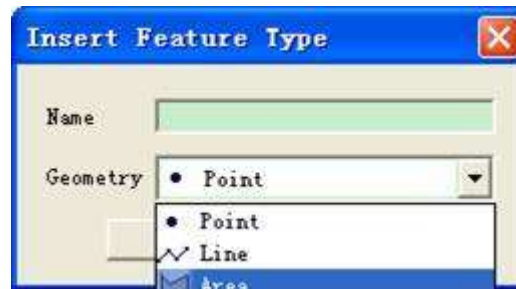 Insert Feature Type
Name
Geometry Point
Point
Line
Area